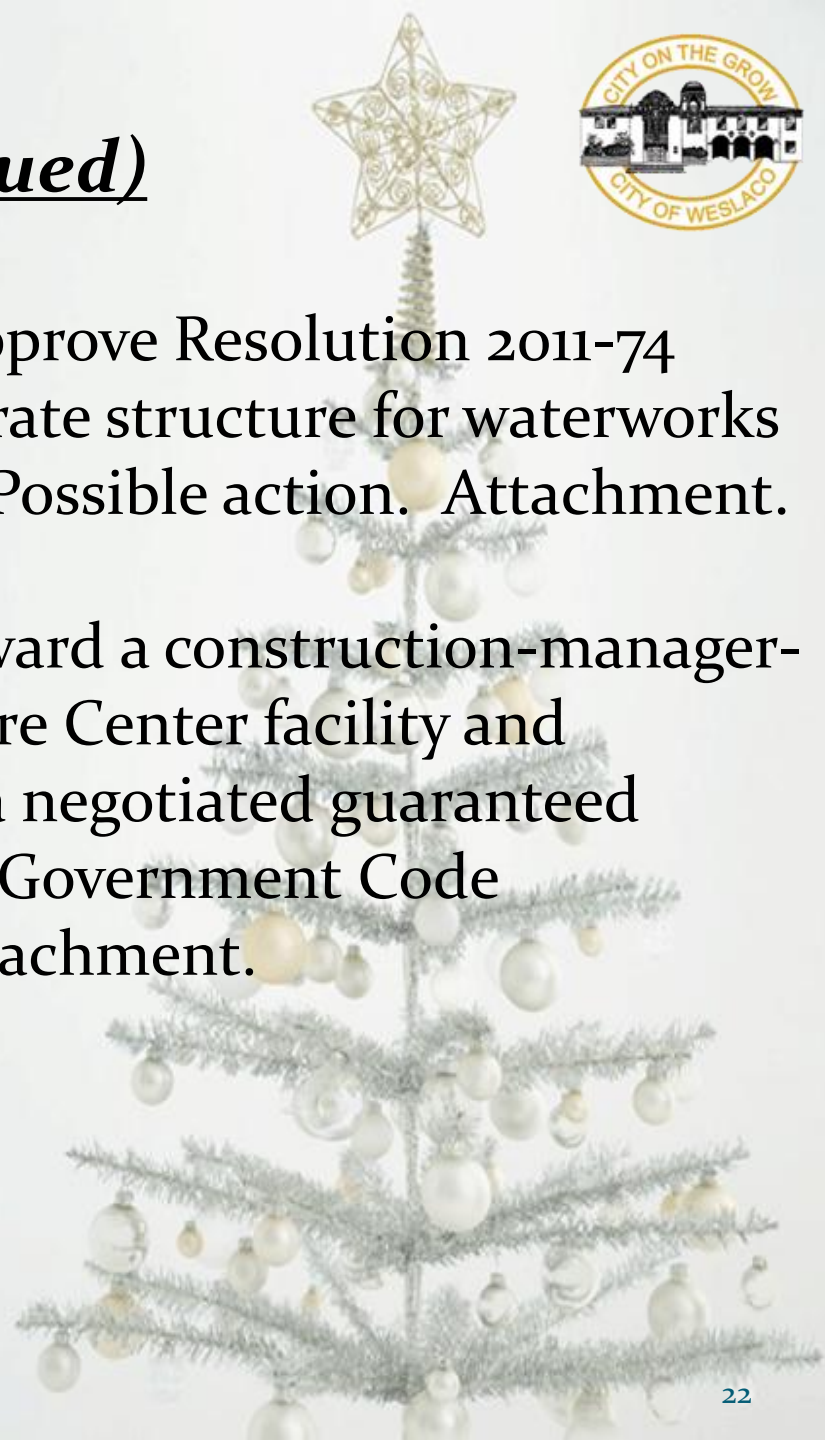 CITY ON THE GROW
CITY OF WESLACO
ued)
pprove Resolution 2011-74
rate structure for waterworks
Possible action.  Attachment.
ward a construction-manager-
re Center facility and
a negotiated guaranteed
Government Code
achment.
22